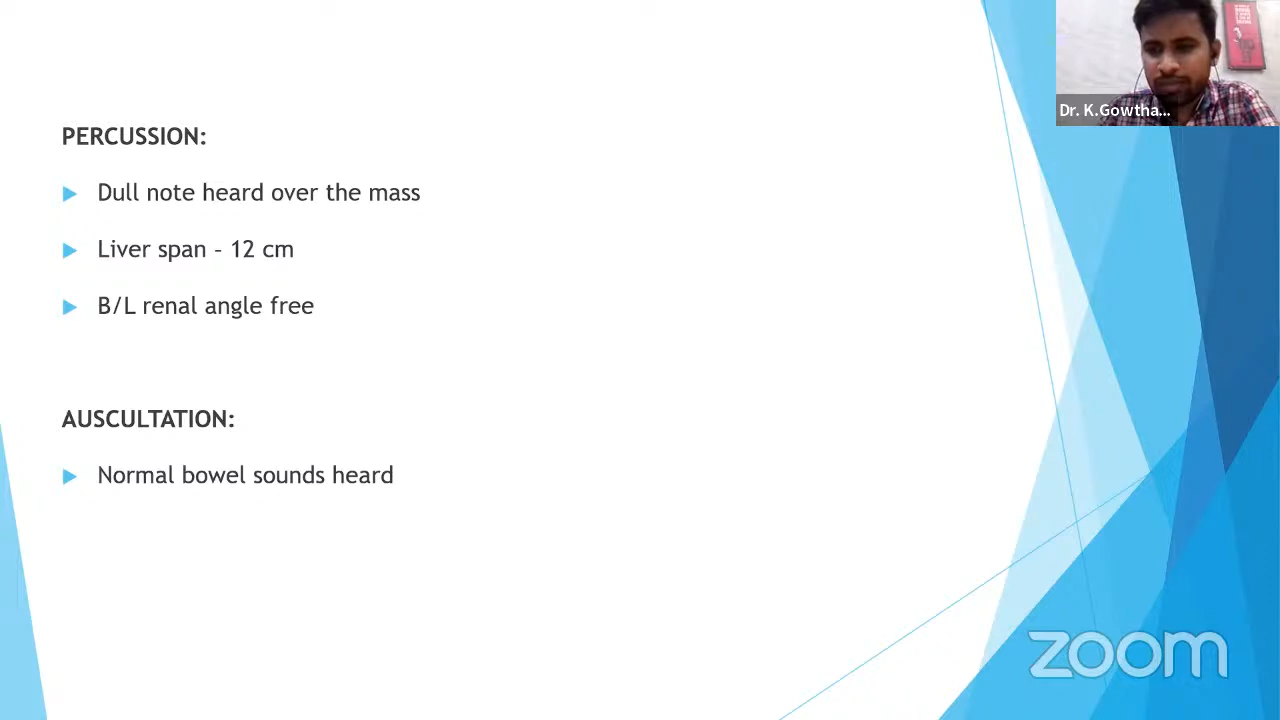 PERCUSSION:
Dull note heard over the mass
Liver span – 12 cm
B/L renal angle free
AUSCULTATION:
Normal bowel sounds heard
Dr. K.Gowtha...
zoom